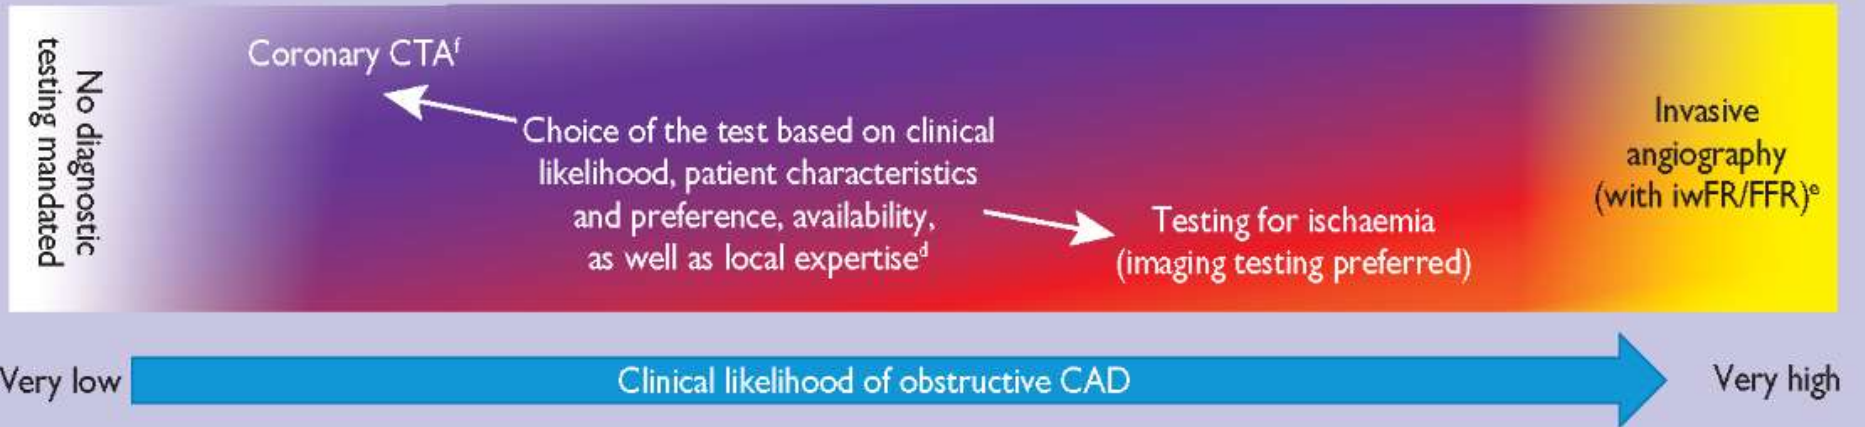 No diagnostic
testing mandated
Coronary CTAᶠ
Choice of the test based on clinical
likelihood, patient characteristics
and preference, availability,
as well as local expertiseᵈ
Testing for ischaemia
(imaging testing preferred)
Invasive
angiography
(with iwFR/FFR)ᵉ
Very low
Clinical likelihood of obstructive CAD
Very high